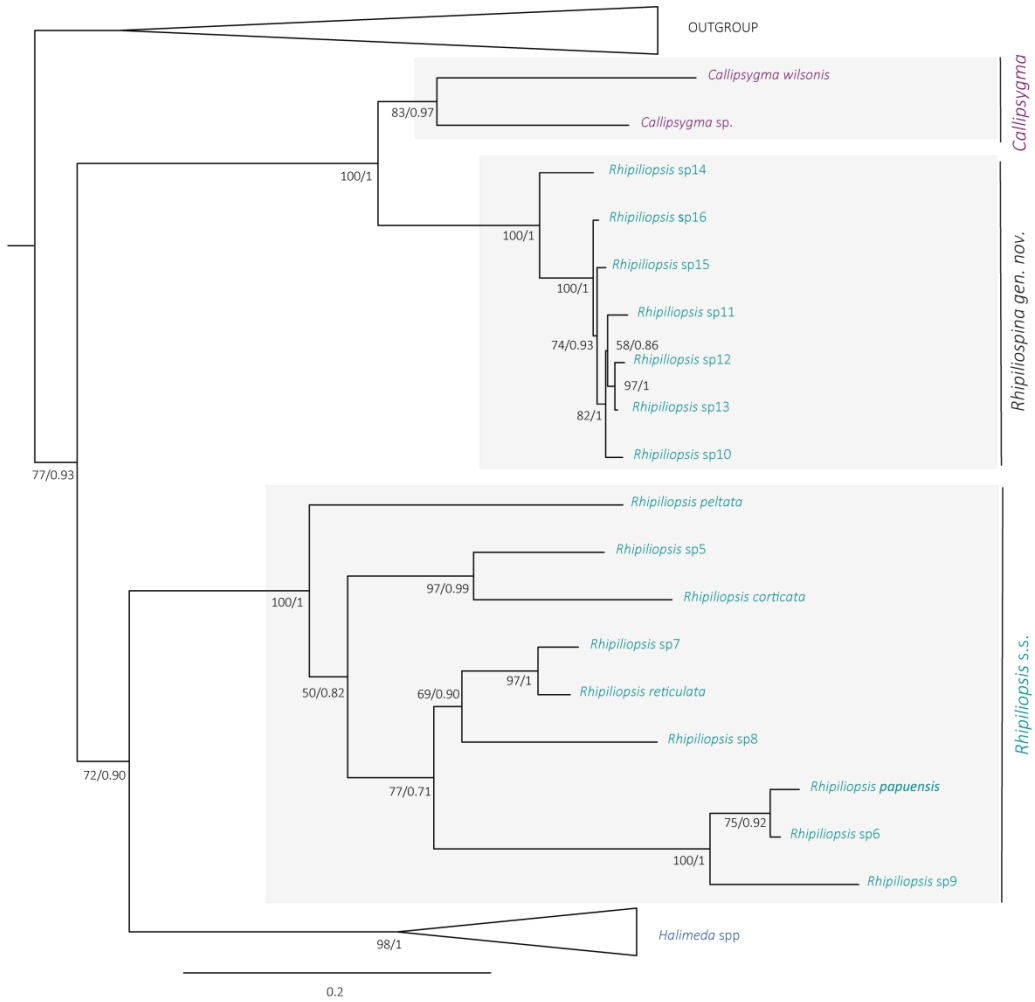 OUTGROUP
Callipsygma wilsonis
83/0.97
Callipsygma sp.
Callipsygma
100/1
Rhipiliopsis sp14
Rhipiliopsis sp16
100/1
Rhipiliopsis sp15
100/1
Rhipiliopsis sp11
74/0.93
58/0.86
Rhipiliopsis sp12
97/1
Rhipiliopsis sp13
82/1
Rhipiliopsis sp10
Rhipiliospina gen. nov.
77/0.93
Rhipiliopsis peltata
Rhipiliopsis sp5
97/0.99
Rhipiliopsis corticata
100/1
Rhipiliopsis sp7
97/1
69/0.90
50/0.82
Rhipiliopsis reticulata
Rhipiliopsis sp8
72/0.90
77/0.71
Rhipiliopsis papuensis
75/0.92
Rhipiliopsis sp6
100/1
Rhipiliopsis sp9
Rhipiliopsis s.s.
Halimeda spp
98/1
0.2